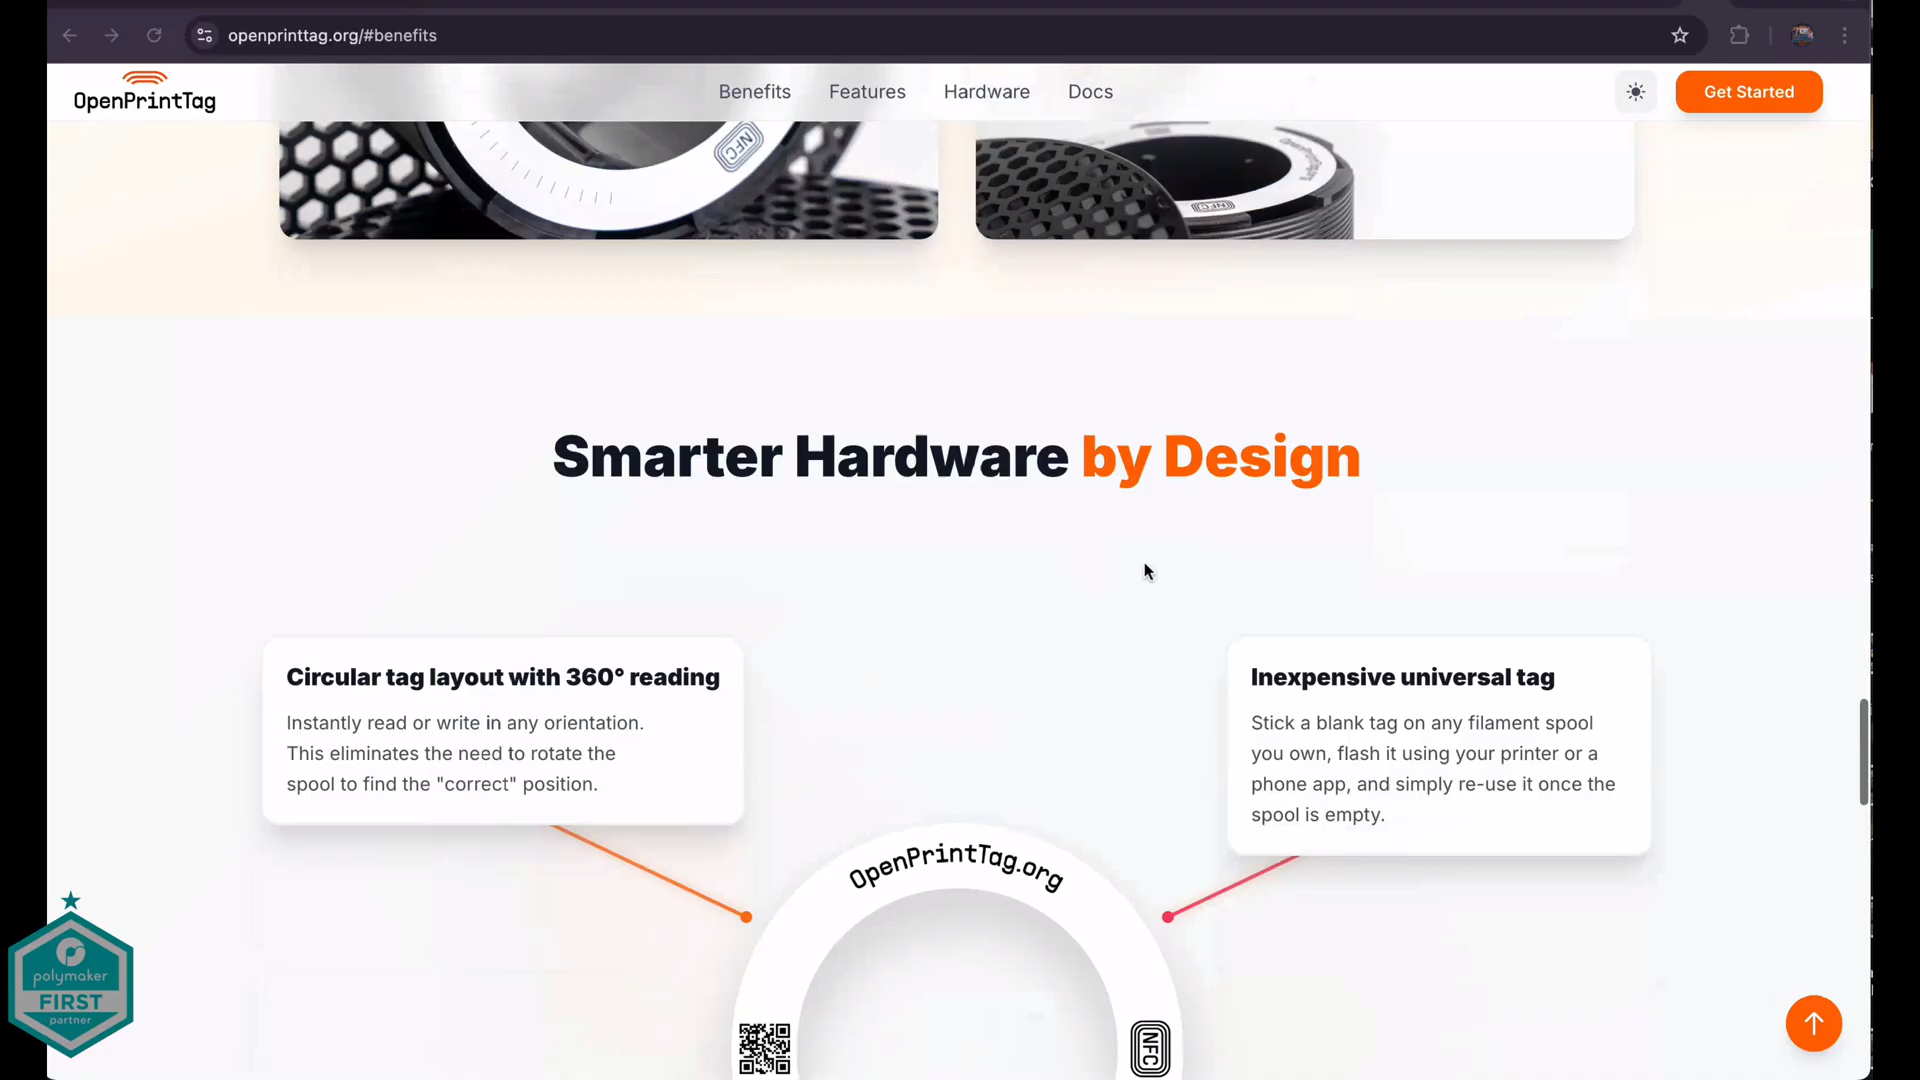 openprinttag.org/#benefits
OpenPrintTag
Benefits
Features
Hardware
Docs
Get Started
NFC
NFC
Smarter Hardware by Design
Circular tag layout with 360° reading
Instantly read or write in any orientation.
This eliminates the need to rotate the
spool to find the "correct" position.
Inexpensive universal tag
Stick a blank tag on any filament spool
you own, flash it using your printer or a
phone app, and simply re-use it once the
spool is empty.
OpenPrintTag.org
NFC
polymaker
FIRST
partner